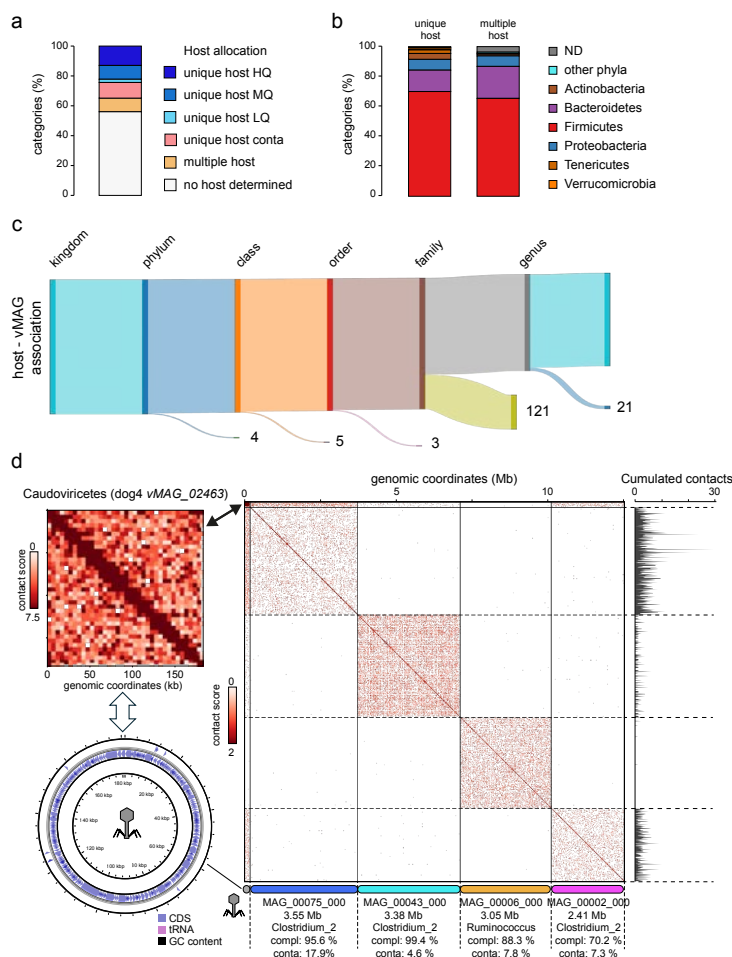 a
100
80
60
40
20
0
categories (%)
Host allocation
unique host HQ
unique host MQ
unique host LQ
unique host conta
multiple host
no host determined
b
unique host
multiple host
100
80
60
40
20
0
categories (%)
ND
other phyla
Actinobacteria
Bacteroidetes
Firmicutes
Proteobacteria
Tenericutes
Verrucomicrobia
c
kingdom
phylum
class
order
family
genus
host - vMAG
association
4
5
3
121
21
d
Caudoviricetes (dog4 vMAG_02463)
contact score
0
7.5
0 50 100 150
genomic coordinates (kb)
genomic coordinates (Mb)
0 5 10
Cumulated contacts
0 30
contact score
0
2
180 kbp
20 kbp
160 kbp
40 kbp
140 kbp
60 kbp
120 kbp
80 kbp
100 kbp
CDS
tRNA
GC content
MAG_00075_000
3.55 Mb
Clostridium_2
compl: 95.6 %
conta: 17.9%
MAG_00043_000
3.38 Mb
Clostridium_2
compl: 99.4 %
conta: 4.6 %
MAG_00006_000
3.05 Mb
Ruminococcus
compl: 88.3 %
conta: 7.8 %
MAG_00002_000
2.41 Mb
Clostridium_2
compl: 70.2 %
conta: 7.3 %